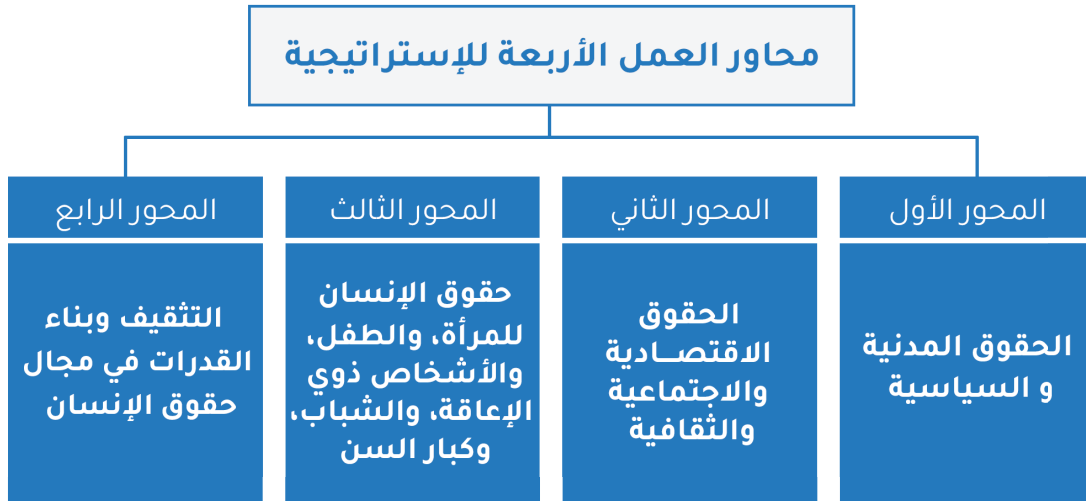 محاور العمل الأربعة للإستراتيجية
المحور الأول
الحقوق المدنية
و السياسية
المحور الثاني
الحقوق
الاقتصــادية
والاجتماعية
والثقافية
المحور الثالث
حقوق الإنسان
للمرأة، والطفل،
والأشخاص ذوي
الإعاقة، والشباب،
وكبار السن
المحور الرابع
التثقيف وبناء
القدرات في مجال
حقوق الإنسان